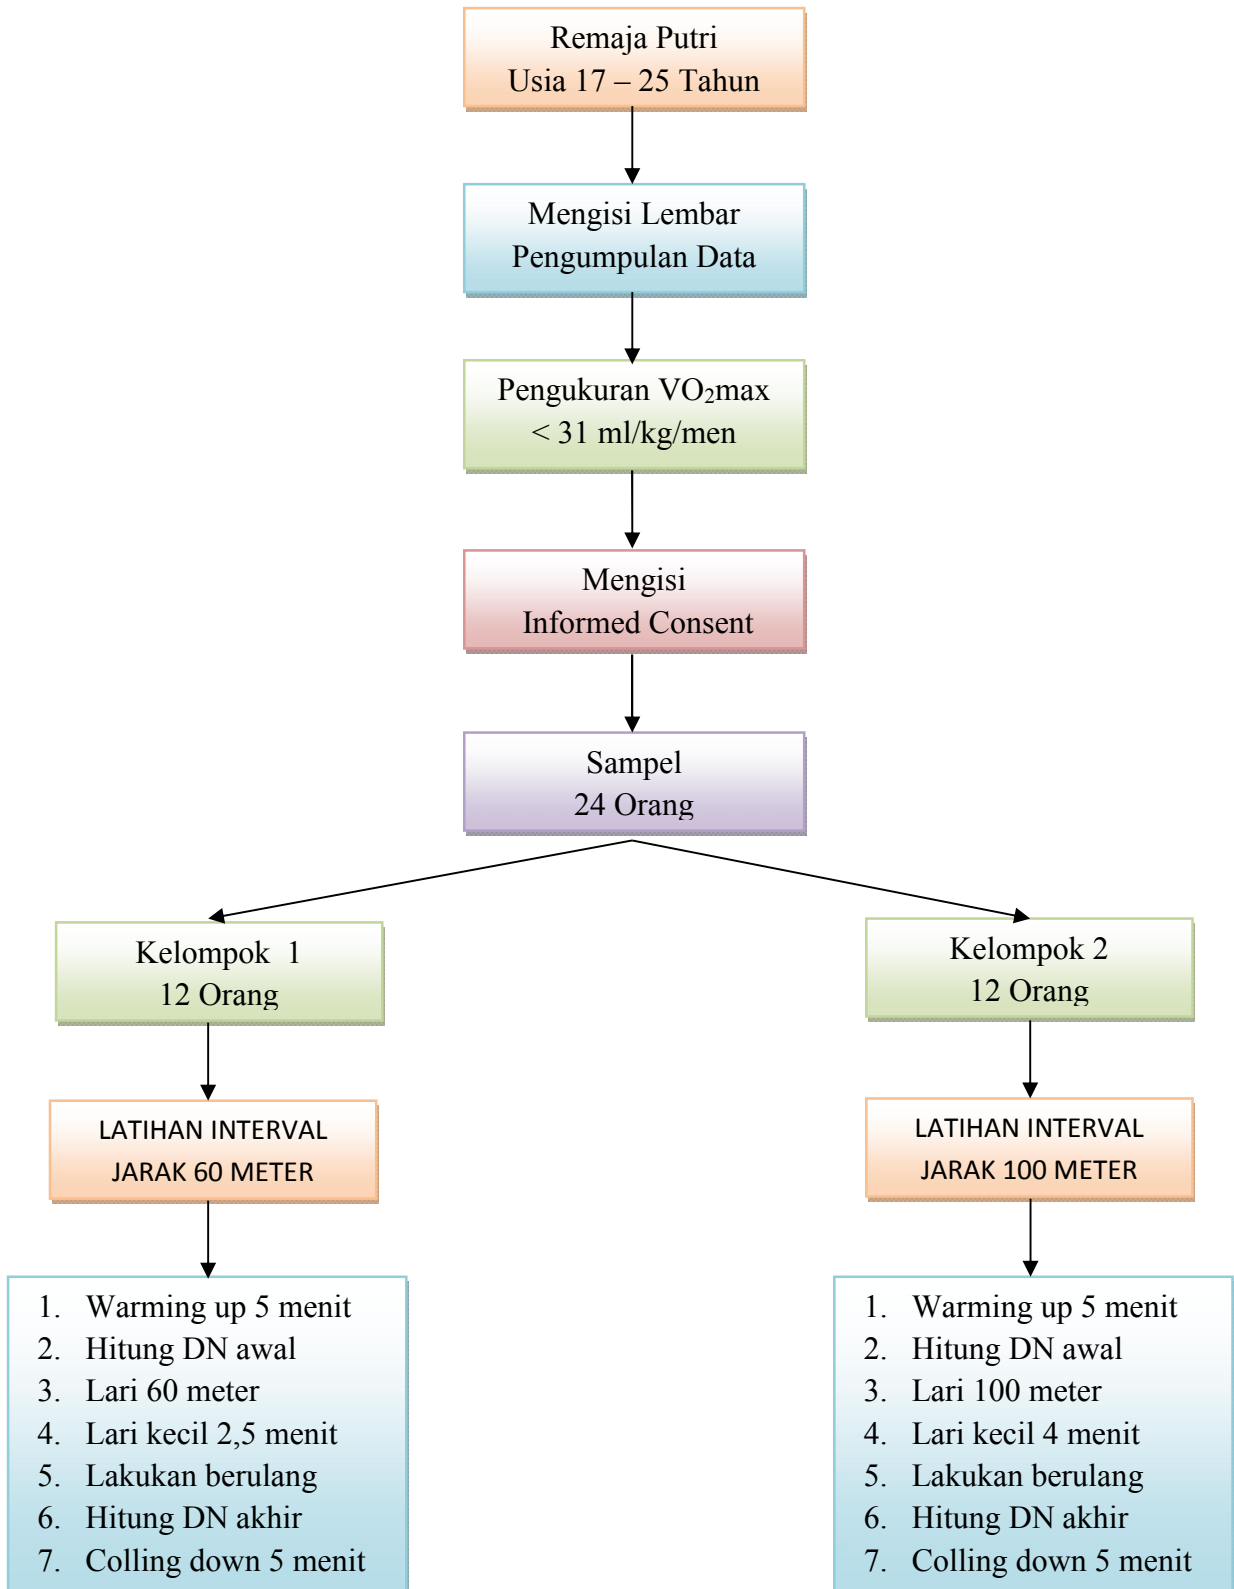 Remaja Putri
Usia 17 – 25 Tahun
Mengisi Lembar
Pengumpulan Data
Pengukuran VO₂max
< 31 ml/kg/men
Mengisi
Informed Consent
Sampel
24 Orang
Kelompok 1
12 Orang
LATIHAN INTERVAL
JARAK 60 METER
1. Warming up 5 menit
2. Hitung DN awal
3. Lari 60 meter
4. Lari kecil 2,5 menit
5. Lakukan berulang
6. Hitung DN akhir
7. Colling down 5 menit
Kelompok 2
12 Orang
LATIHAN INTERVAL
JARAK 100 METER
1. Warming up 5 menit
2. Hitung DN awal
3. Lari 100 meter
4. Lari kecil 4 menit
5. Lakukan berulang
6. Hitung DN akhir
7. Colling down 5 menit